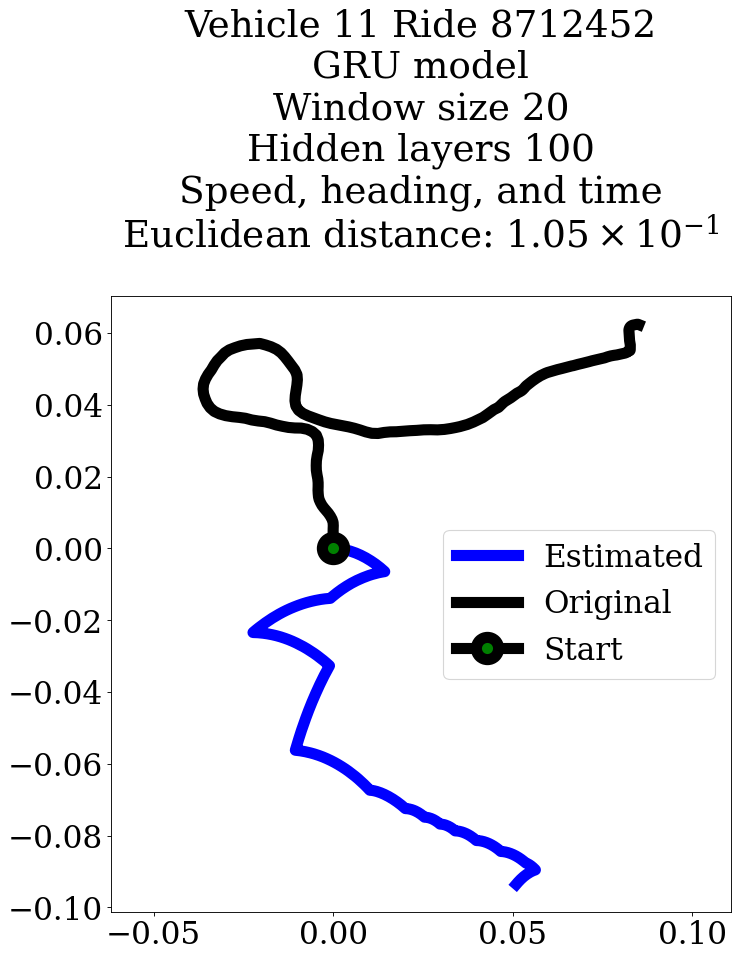 Vehicle 11 Ride 8712452
GRU model
Window size 20
Hidden layers 100
Speed, heading, and time
Euclidean distance: 1.05 × 10⁻¹
0.06
0.04
0.02
0.00
−0.02
−0.04
−0.06
−0.08
−0.10
Estimated
Original
Start
−0.05 0.00 0.05 0.10